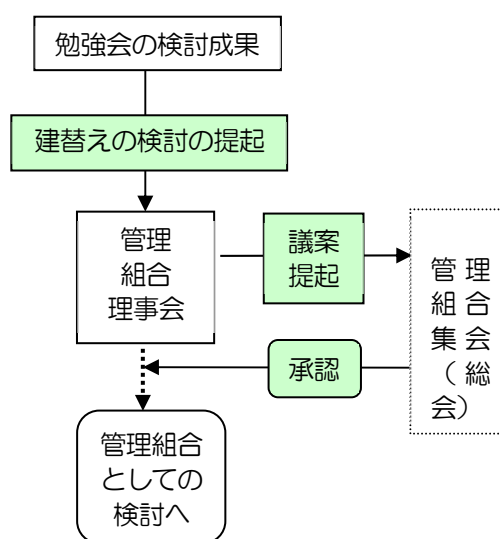 勉強会の検討成果
建替えの検討の提起
管理
組合
理事会
議案
提起
管 理
組 合
集 会
（ 総
会）
承認
管理組合
としての
検討へ